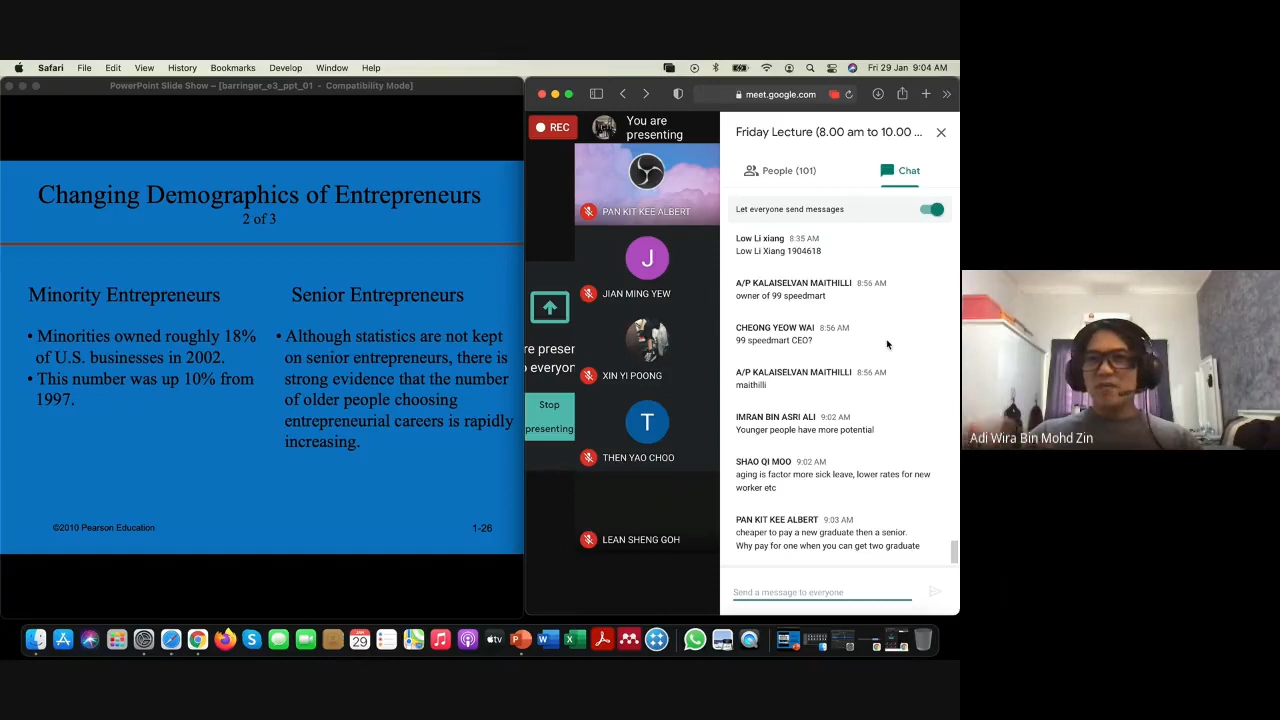 Safari File Edit View History Bookmarks Develop Window Help
Fri 29 Jan 9:04 AM
PowerPoint Slide Show – [barringer_e3_ppt_01 - Compatibility Mode]
Changing Demographics of Entrepreneurs
2 of 3
Minority Entrepreneurs
• Minorities owned roughly 18%
of U.S. businesses in 2002.
• This number was up 10% from
1997.
Senior Entrepreneurs
• Although statistics are not kept
on senior entrepreneurs, there is
strong evidence that the number
of older people choosing
entrepreneurial careers is rapidly
increasing.
©2010 Pearson Education
1-26
meet.google.com
REC
You are
presenting
PAN KIT KEE ALBERT
J
JIAN MING YEW
XIN YI POONG
T
THEN YAO CHOO
LEAN SHENG GOH
re presen
o everyon
Stop
presenting
Friday Lecture (8.00 am to 10.00 ...
People (101)
Chat
Let everyone send messages
Low Li xiang 8:35 AM
Low Li Xiang 1904618
A/P KALAISELVAN MAITHILLI 8:56 AM
owner of 99 speedmart
CHEONG YEOW WAI 8:56 AM
99 speedmart CEO?
A/P KALAISELVAN MAITHILLI 8:56 AM
maithilli
IMRAN BIN ASRI ALI 9:02 AM
Younger people have more potential
SHAO QI MOO 9:02 AM
aging is factor more sick leave, lower rates for new
worker etc
PAN KIT KEE ALBERT 9:03 AM
cheaper to pay a new graduate then a senior.
Why pay for one when you can get two graduate
Send a message to everyone
Adi Wira Bin Mohd Zin